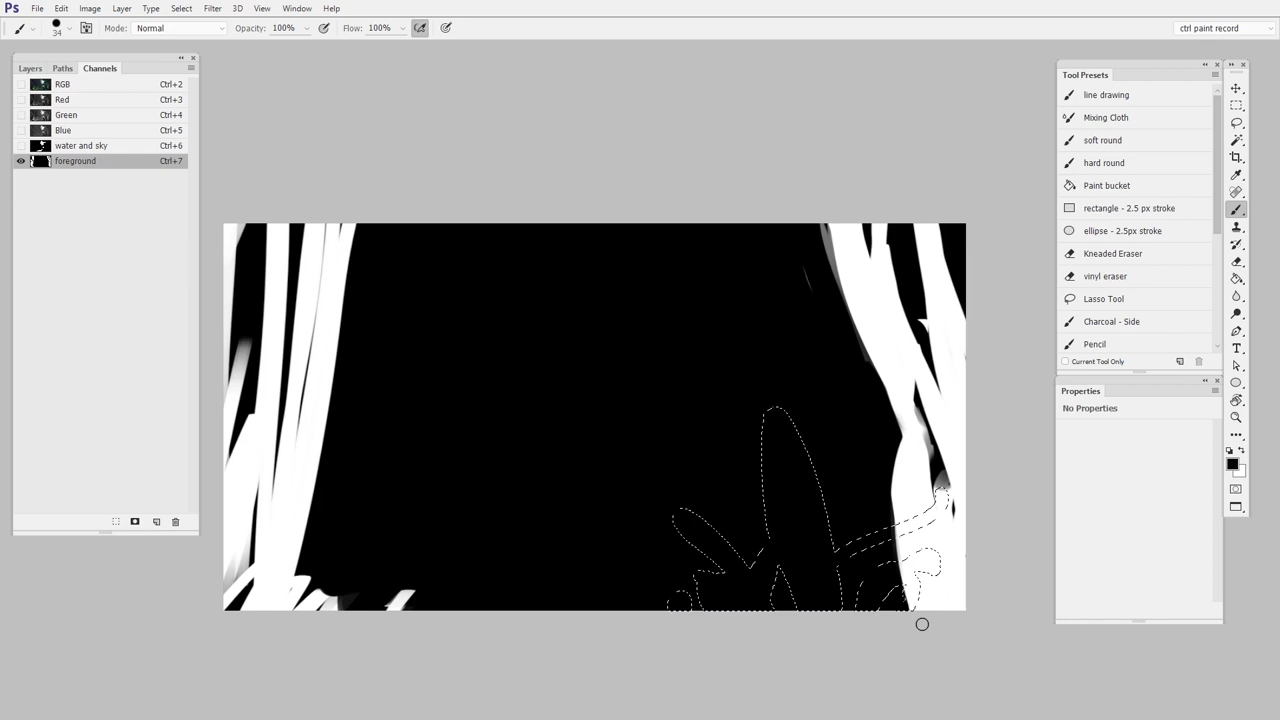 Ps File Edit Image Layer Type Select Filter 3D View Window Help
34 Mode: Normal Opacity: 100% Flow: 100% ctrl paint record
Layers Paths Channels
RGB Ctrl+2
Red Ctrl+3
Green Ctrl+4
Blue Ctrl+5
water and sky Ctrl+6
foreground Ctrl+7
Tool Presets
line drawing
Mixing Cloth
soft round
hard round
Paint bucket
rectangle - 2.5 px stroke
ellipse - 2.5px stroke
Kneaded Eraser
vinyl eraser
Lasso Tool
Charcoal - Side
Pencil
Current Tool Only
Properties
No Properties